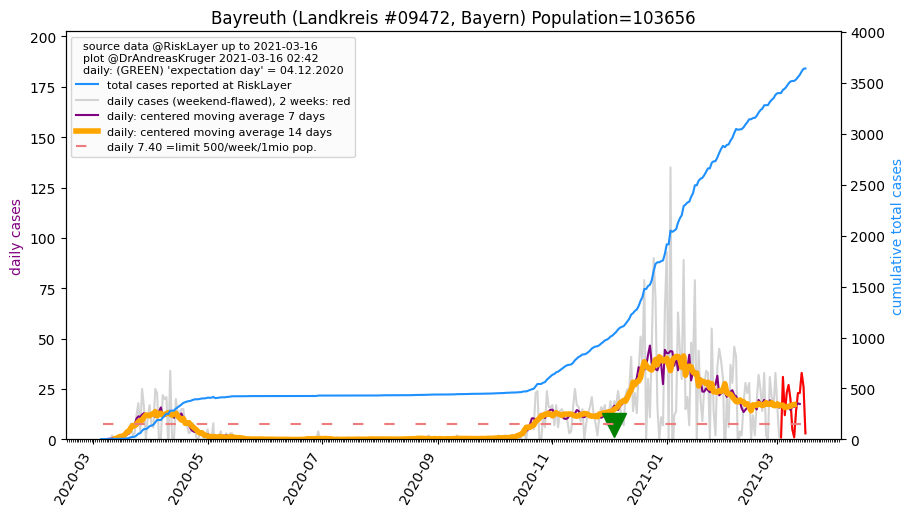 Bayreuth (Landkreis #09472, Bayern) Population=103656
source data @RiskLayer up to 2021-03-16
plot @DrAndreasKruger 2021-03-16 02:42
daily: (GREEN) 'expectation day' = 04.12.2020
total cases reported at RiskLayer
daily cases (weekend-flawed), 2 weeks: red
daily: centered moving average 7 days
daily: centered moving average 14 days
daily 7.40 =limit 500/week/1mio pop.
daily cases
200
175
150
125
100
75
50
25
0
cumulative total cases
4000
3500
3000
2500
2000
1500
1000
500
0
2020-03
2020-05
2020-07
2020-09
2020-11
2021-01
2021-03